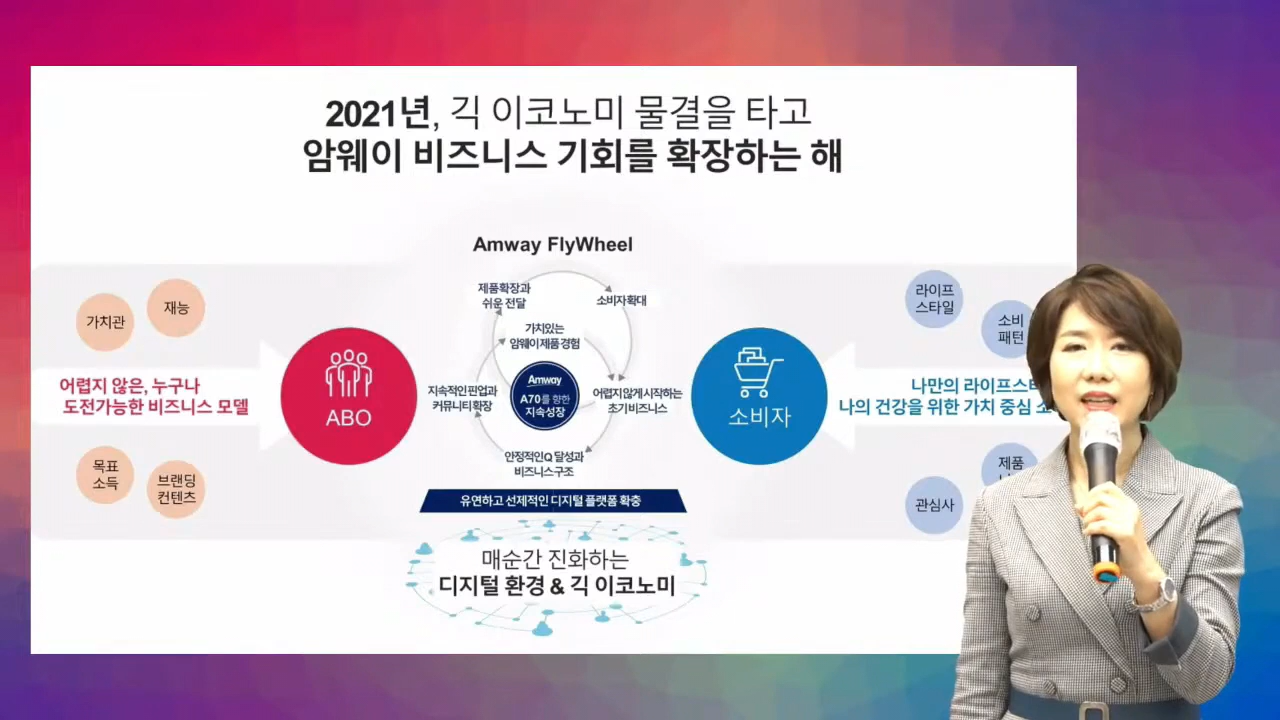 2021년, 긱 이코노미 물결을 타고
암웨이 비즈니스 기회를 확장하는 해
Amway FlyWheel
가치관
재능
어렵지 않은, 누구나
도전가능한 비즈니스 모델
목표
소득
브랜딩
컨텐츠
ABO
제품확장과
쉬운 전달
소비자 확대
가치있는
암웨이 제품 경험
지속적인 핀업과
커뮤니티 확장
Amway
A70를 향한
지속성장
어렵지 않게 시작하는
초기 비즈니스
안정적인 Q 달성과
비즈니스 구조
유연하고 선제적인 디지털 플랫폼 확충
매순간 진화하는
디지털 환경 & 긱 이코노미
소비자
라이프
스타일
소비
패턴
나만의
나의 건강을 위한 가치 중심
제품
관심사